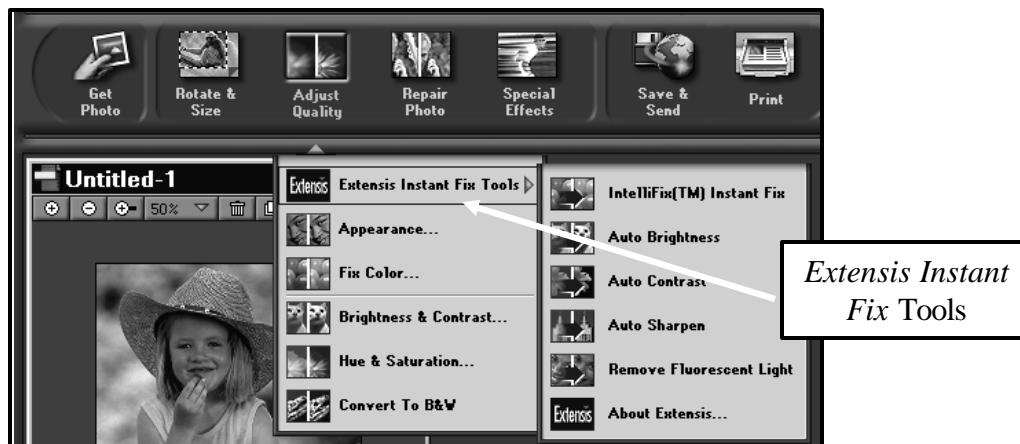 Get
Photo
Rotate &
Size
Adjust
Quality
Repair
Photo
Special
Effects
Save &
Send
Print
Untitled-1
50%
Extensis
Extensis Instant Fix Tools
Appearance...
Fix Color...
Brightness & Contrast...
Hue & Saturation...
Convert To B&W
IntelliFix(TM) Instant Fix
Auto Brightness
Auto Contrast
Auto Sharpen
Remove Fluorescent Light
Extensis
About Extensis...
Extensis Instant
Fix Tools